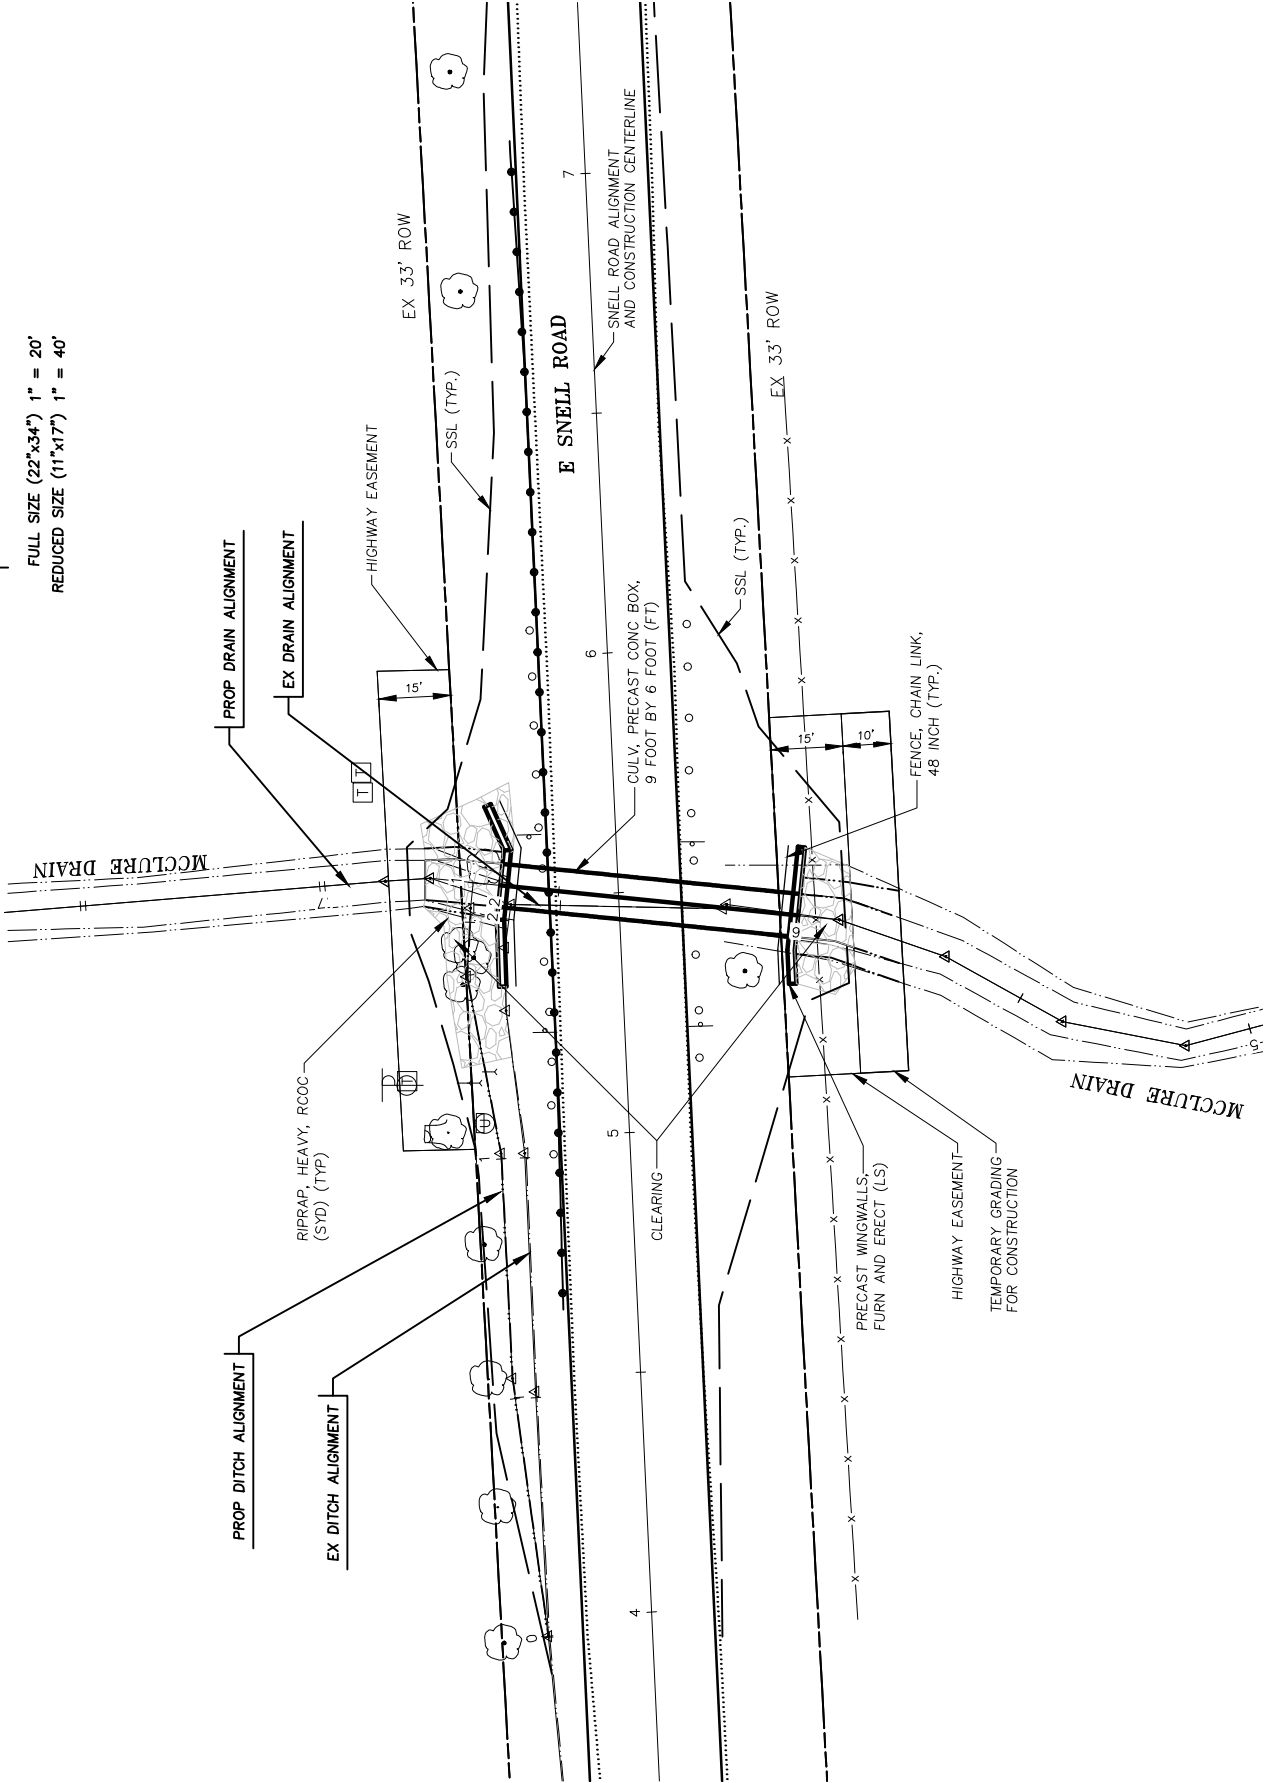 FULL SIZE (22"x34") 1" = 20'
REDUCED SIZE (11"x17") 1" = 40'
PROP DRAIN ALIGNMENT
EX DRAIN ALIGNMENT
HIGHWAY EASEMENT
SSL (TYP.)
EX 33' ROW
E SNELL ROAD
SNELL ROAD ALIGNMENT
AND CONSTRUCTION CENTERLINE
EX 33' ROW
SSL (TYP.)
7
6
5
4
15'
15'
10'
T
T
MCCLURE DRAIN
7
CULV, PRECAST CONC BOX,
9 FOOT BY 6 FOOT (FT)
FENCE, CHAIN LINK,
48 INCH (TYP.)
RIPRAP, HEAVY, RCOC
(SYD) (TYP)
CLEARING
PRECAST WINGWALLS,
FURN AND ERECT (LS)
HIGHWAY EASEMENT
TEMPORARY GRADING
FOR CONSTRUCTION
MCCLURE DRAIN
5
PROP DITCH ALIGNMENT
EX DITCH ALIGNMENT
1
0